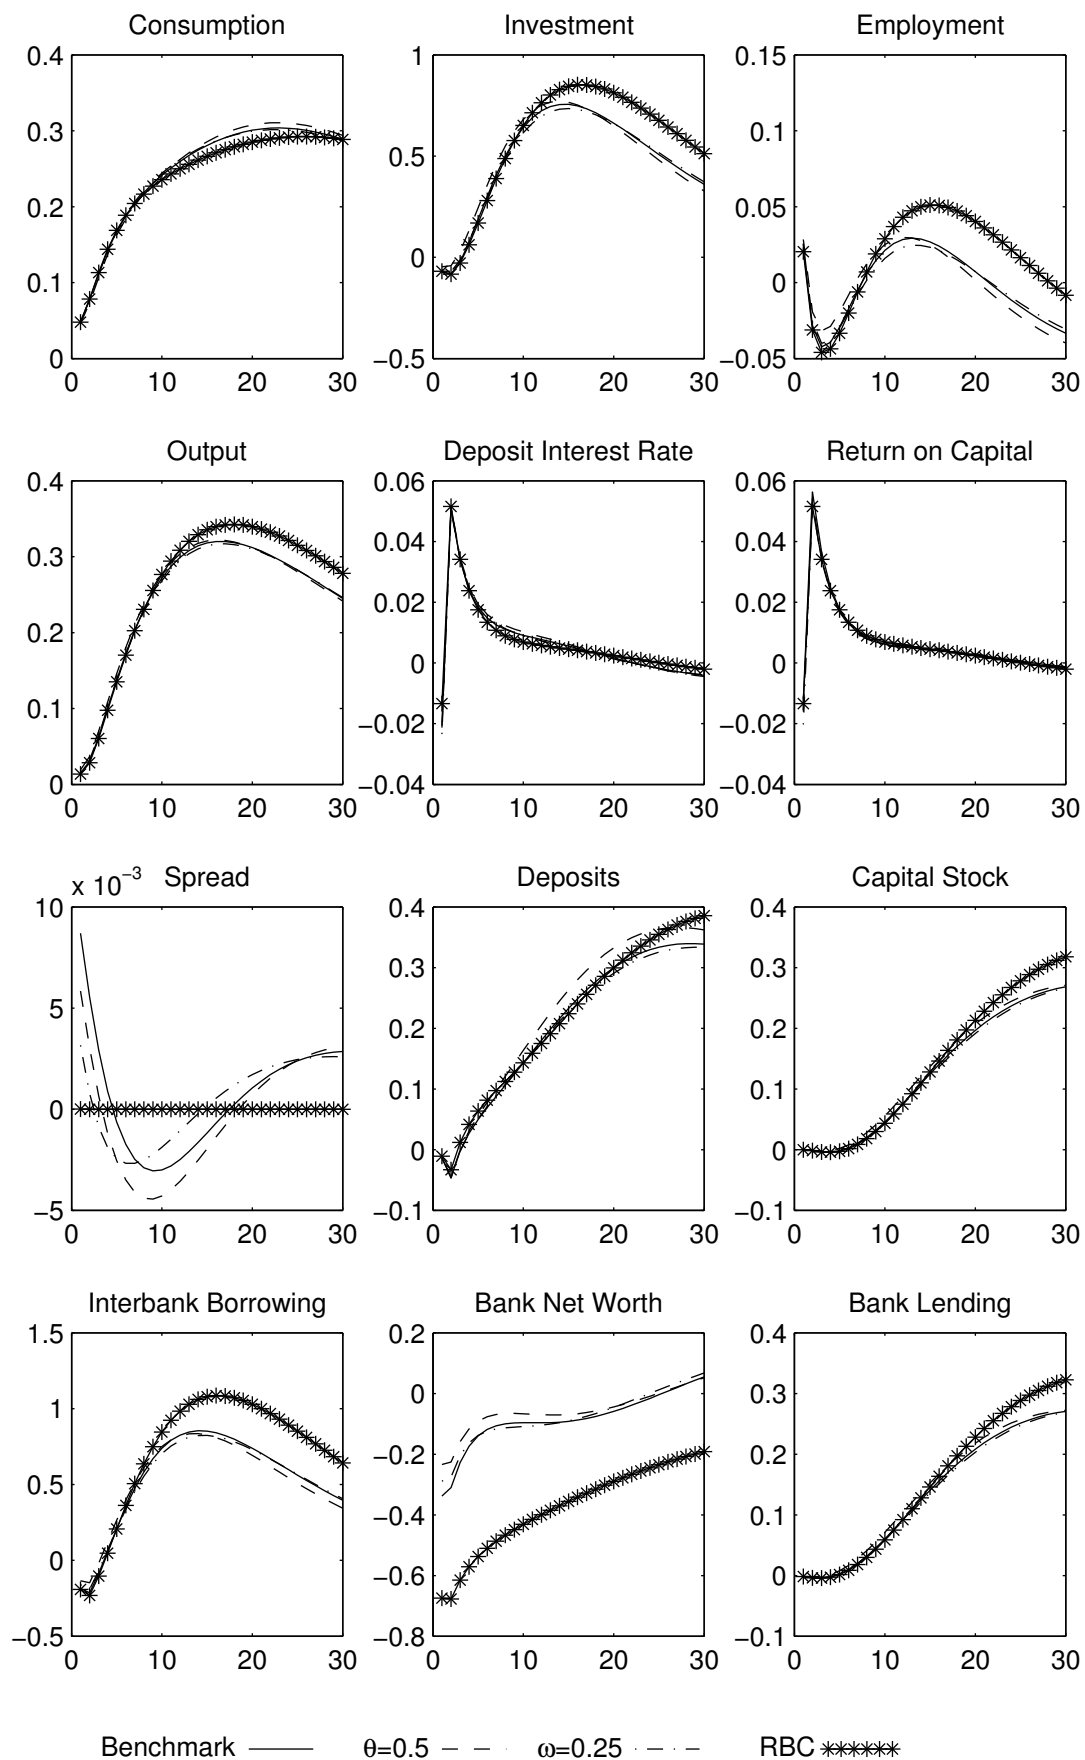 Consumption
Investment
Employment
0.4
0.3
0.2
0.1
0
0 10 20 30
1
0.5
0
−0.5
0 10 20 30
0.15
0.10
0.05
0
−0.05
0 10 20 30
Output
Deposit Interest Rate
Return on Capital
0.4
0.3
0.2
0.1
0
0 10 20 30
0.06
0.04
0.02
0
−0.02
−0.04
0 10 20 30
0.06
0.04
0.02
0
−0.02
−0.04
0 10 20 30
x 10−3 Spread
Deposits
Capital Stock
10
5
0
−5
0 10 20 30
0.4
0.3
0.2
0.1
0
−0.1
0 10 20 30
0.4
0.3
0.2
0.1
0
−0.1
0 10 20 30
Interbank Borrowing
Bank Net Worth
Bank Lending
1.5
1
0.5
0
−0.5
0 10 20 30
0.2
0
−0.2
−0.4
−0.6
−0.8
0 10 20 30
0.4
0.3
0.2
0.1
0
−0.1
0 10 20 30
Benchmark θ=0.5 ω=0.25 RBC